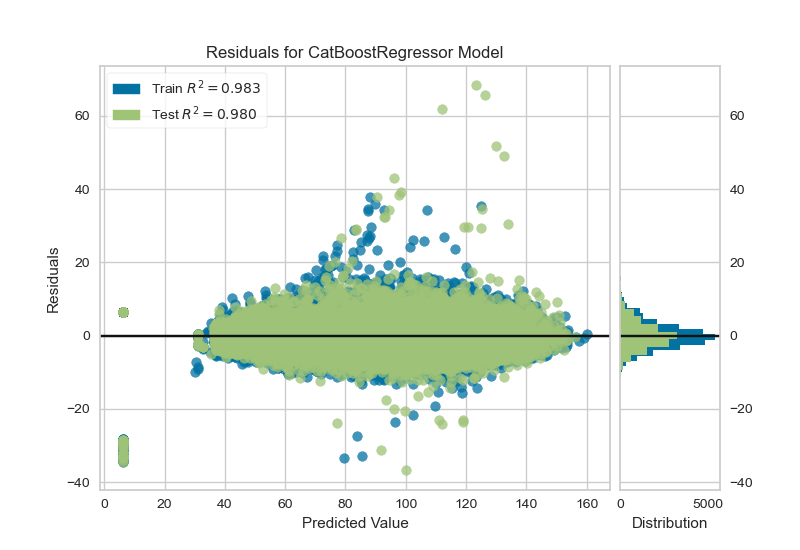 Residuals for CatBoostRegressor Model
Train R² = 0.983
Test R² = 0.980
Residuals
60
40
20
0
−20
−40
0 20 40 60 80 100 120 140 160
Predicted Value
60
40
20
0
−20
−40
0 5000
Distribution